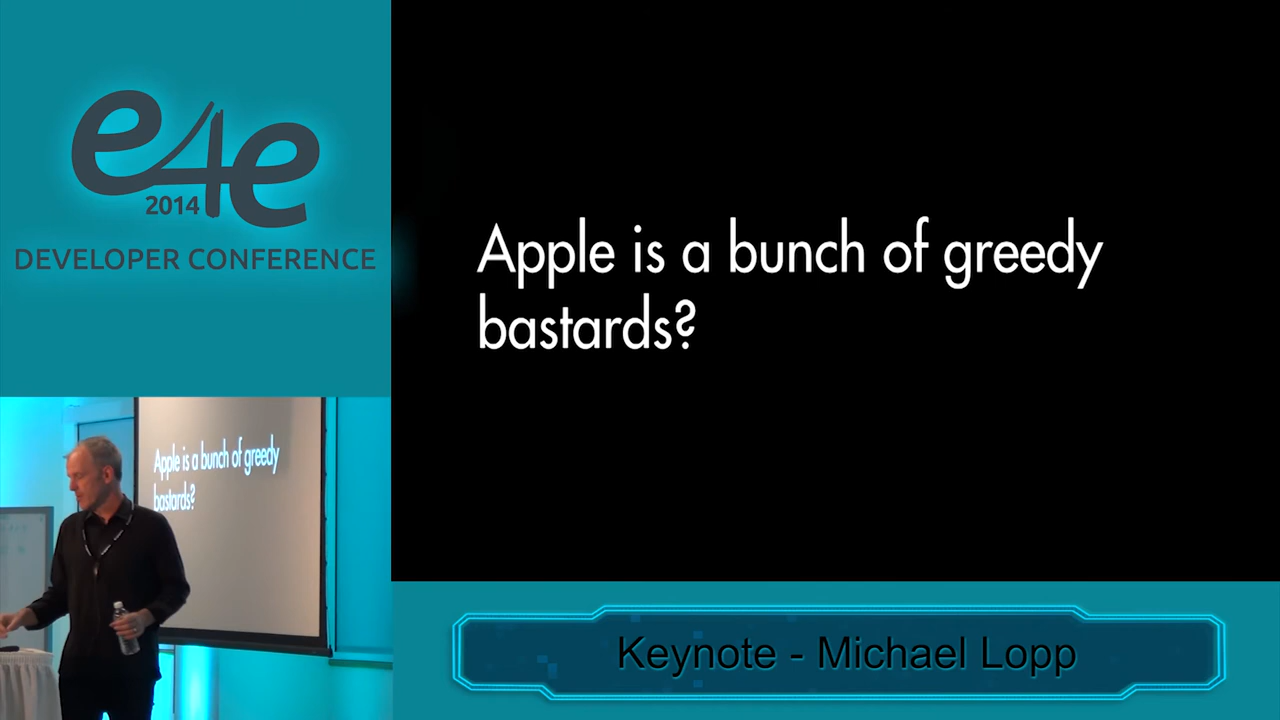 e4e
2014
DEVELOPER CONFERENCE
Apple is a bunch of greedy
bastards?
Apple is a bunch of greedy
bastards?
Keynote - Michael Lopp